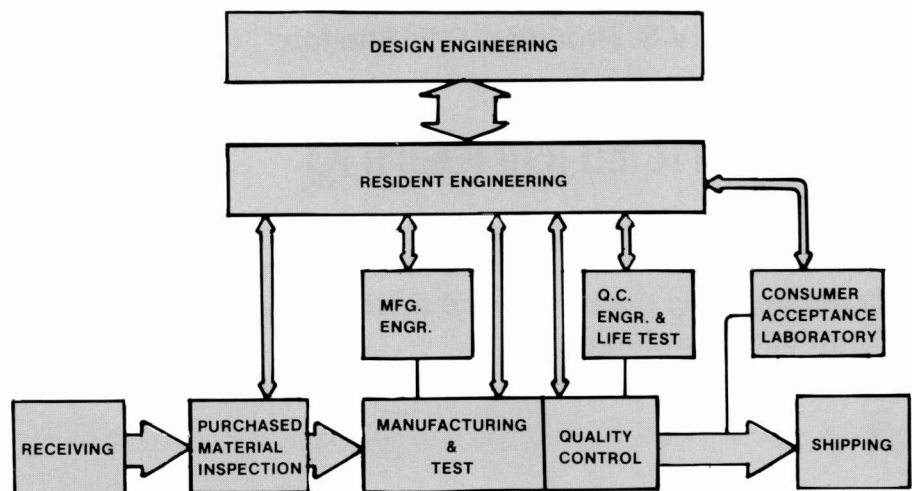 DESIGN ENGINEERING
RESIDENT ENGINEERING
MFG.
ENGR.
Q.C.
ENGR. &
LIFE TEST
CONSUMER
ACCEPTANCE
LABORATORY
RECEIVING
PURCHASED
MATERIAL
INSPECTION
MANUFACTURING
&
TEST
QUALITY
CONTROL
SHIPPING